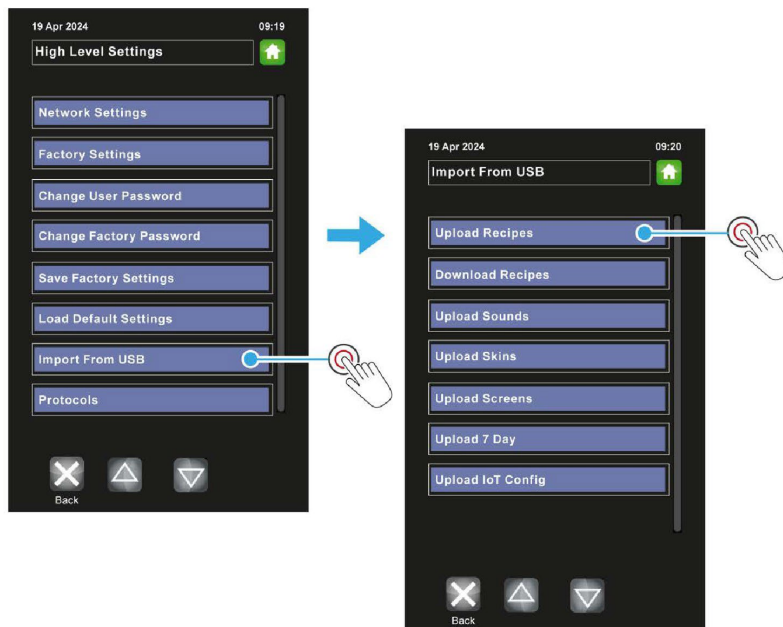 19 Apr 2024 09:19
High Level Settings
Network Settings
Factory Settings
Change User Password
Change Factory Password
Save Factory Settings
Load Default Settings
Import From USB
Protocols
Back
19 Apr 2024 09:20
Import From USB
Upload Recipes
Download Recipes
Upload Sounds
Upload Skins
Upload Screens
Upload 7 Day
Upload IoT Config
Back